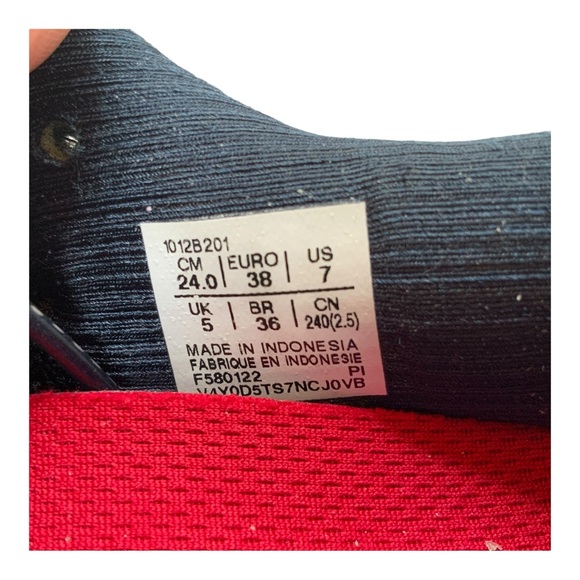 1012B201
CM 24.0 EURO 38 US 7
UK 5 BR 36 CN 240(2.5)
MADE IN INDONESIA
FABRIQUE EN INDONESIE
F580122 PI
V4Y0D5TS7NCJ0VB